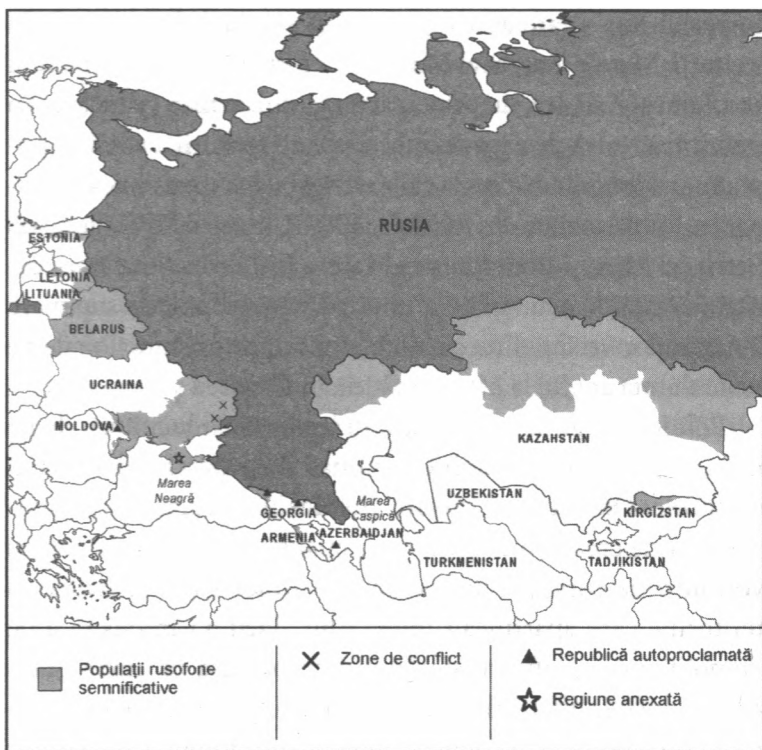 RUSIA
ESTONIA
LETONIA
LITUANIA
BELARUS
UCRAINA
MOLDOVA
KAZAHSTAN
Marea
Neagră
Marea
Caspică
UZBEKISTAN
GEORGIA
KIRGIZSTAN
ARMENIA
AZERBAIDJAN
TURKMENISTAN
TADJIKISTAN
Populații rusofone
semnificative
Zone de conflict
Republică autoproclamată
Regiune anexată